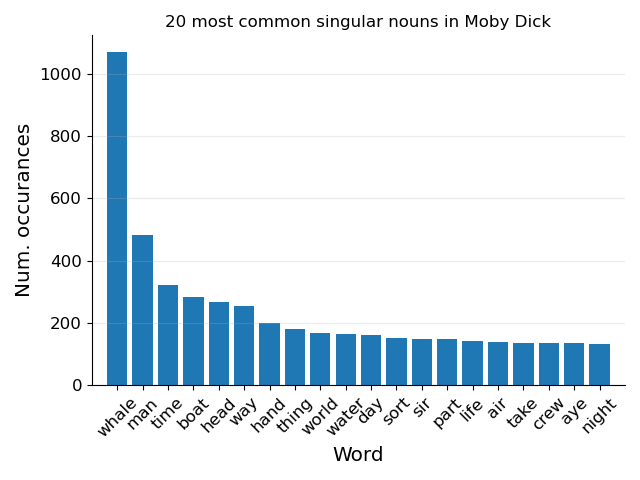 20 most common singular nouns in Moby Dick
Num. occurances
1000
800
600
400
200
0
whale
man
time
boat
head
way
hand
thing
world
water
day
sort
sir
part
life
air
take
crew
aye
night
Word